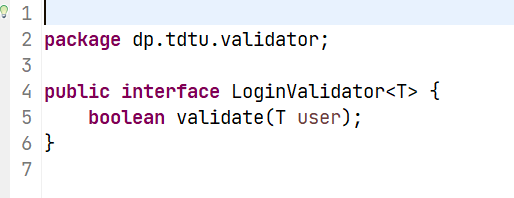 1
2 package dp.tdtu.validator;
3
4 public interface LoginValidator<T> {
5     boolean validate(T user);
6 }
7